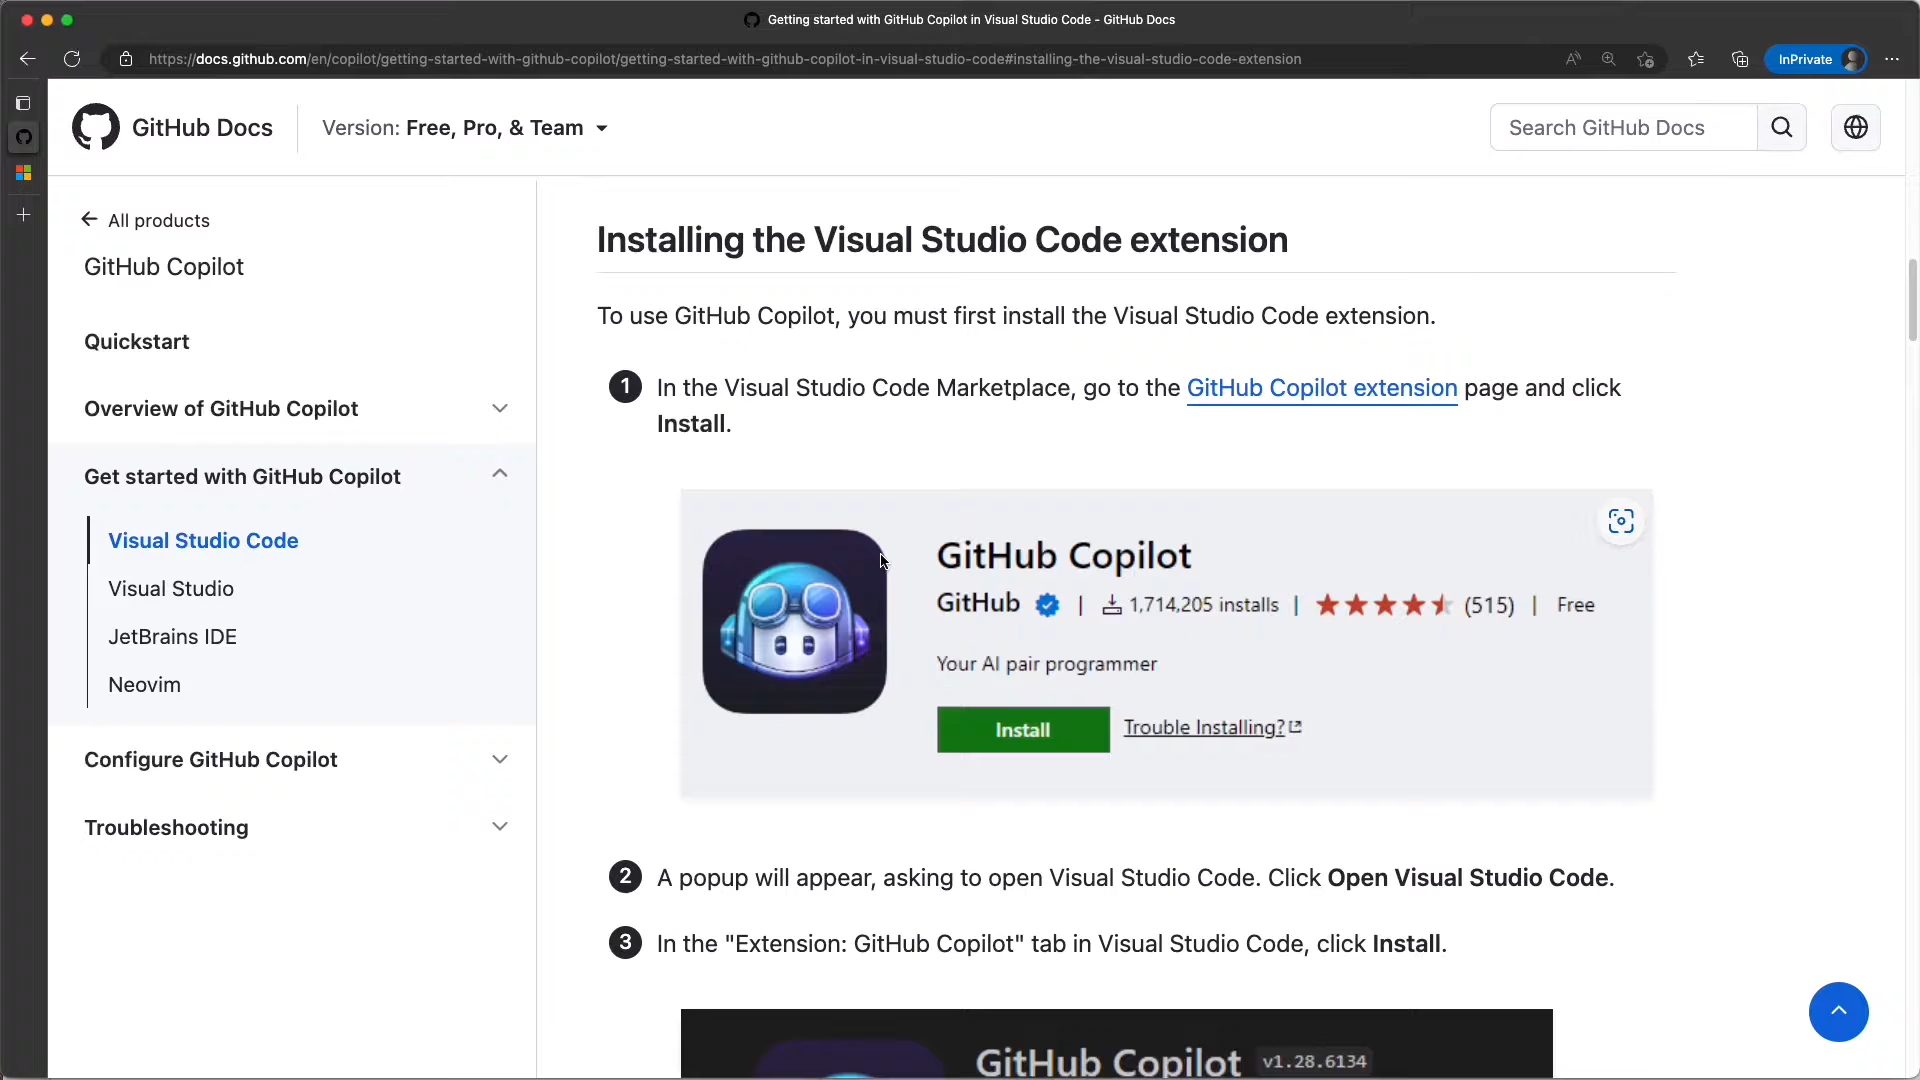 Getting started with GitHub Copilot in Visual Studio Code - GitHub Docs
https://docs.github.com/en/copilot/getting-started-with-github-copilot/getting-started-with-github-copilot-in-visual-studio-code#installing-the-visual-studio-code-extension
InPrivate
GitHub Docs
Version: Free, Pro, & Team
Search GitHub Docs
All products
GitHub Copilot
Quickstart
Overview of GitHub Copilot
Get started with GitHub Copilot
Visual Studio Code
Visual Studio
JetBrains IDE
Neovim
Configure GitHub Copilot
Troubleshooting
Installing the Visual Studio Code extension
To use GitHub Copilot, you must first install the Visual Studio Code extension.
1 In the Visual Studio Code Marketplace, go to the GitHub Copilot extension page and click
Install.
GitHub Copilot
GitHub | 1,714,205 installs | (515) | Free
Your AI pair programmer
Install Trouble Installing?
2 A popup will appear, asking to open Visual Studio Code. Click Open Visual Studio Code.
3 In the "Extension: GitHub Copilot" tab in Visual Studio Code, click Install.
GitHub Copilot v1.28.6134